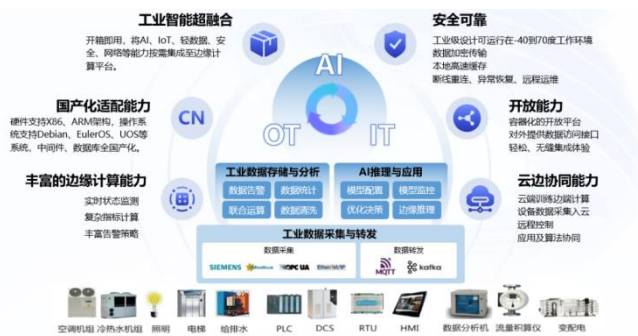 工业智能超融合
开箱即用，将AI、IoT、轻数据、安
全、网络等能力按需集成至边缘计
算平台。
安全可靠
工业级设计可运行在-40到70度工作环境
数据加密传输
本地高速缓存
断线重连、异常恢复、远程运维
AI
OT
IT
国产化适配能力
硬件支持X86、ARM架构，操作系
统支持Debian、EulerOS、UOS等
系统，中间件、数据库全国产化。
CN
开放能力
容器化的开放平台
对外提供数据访问接口
轻松、无缝集成体验
丰富的边缘计算能力
实时状态监测
复杂指标计算
丰富告警策略
工业数据存储与分析
数据告警
数据统计
联合运算
数据清洗
AI推理与应用
模型配置
模型监控
优化决策
边缘推理
云边协同能力
云端训练边端计算
设备数据采集入云
远程控制
应用及算法协同
工业数据采集与转发
数据采集
SIEMENS
OPC UA
数据转发
MQTT
kafka
空调机组
冷热水机组
照明
电梯
给排水
PLC
DCS
RTU
HMI
数据分析机
流量积算仪
变配电